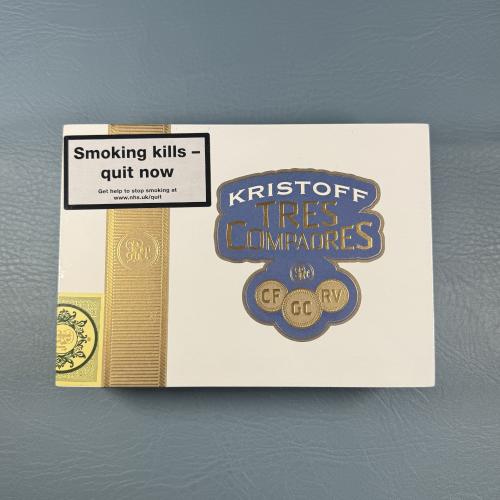 Smoking kills –
quit now
Get help to stop smoking at
www.nhs.uk/quit
KRISTOFF
TRES
COMPADRES
CF
GC
RV